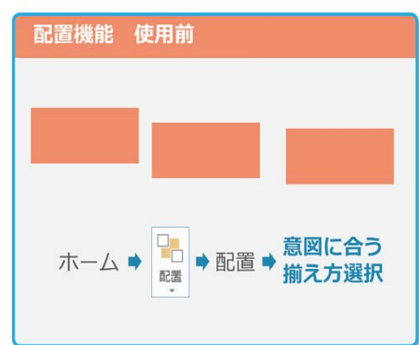 配置機能 使用前
ホーム
配置
配置
意図に合う
揃え方選択